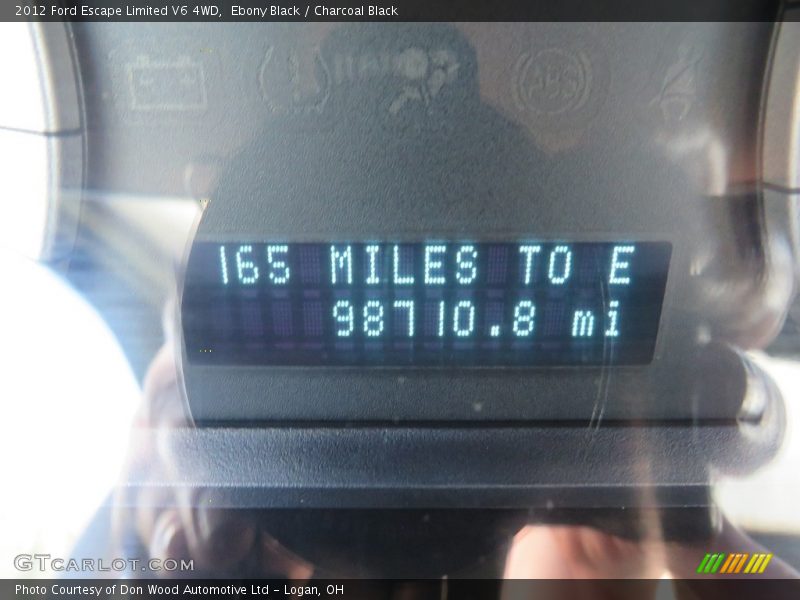 2012 Ford Escape Limited V6 4WD, Ebony Black / Charcoal Black
ABS
165 MILES TO E
98710.8 mi
GTCARLOT.COM
Photo Courtesy of Don Wood Automotive Ltd - Logan, OH